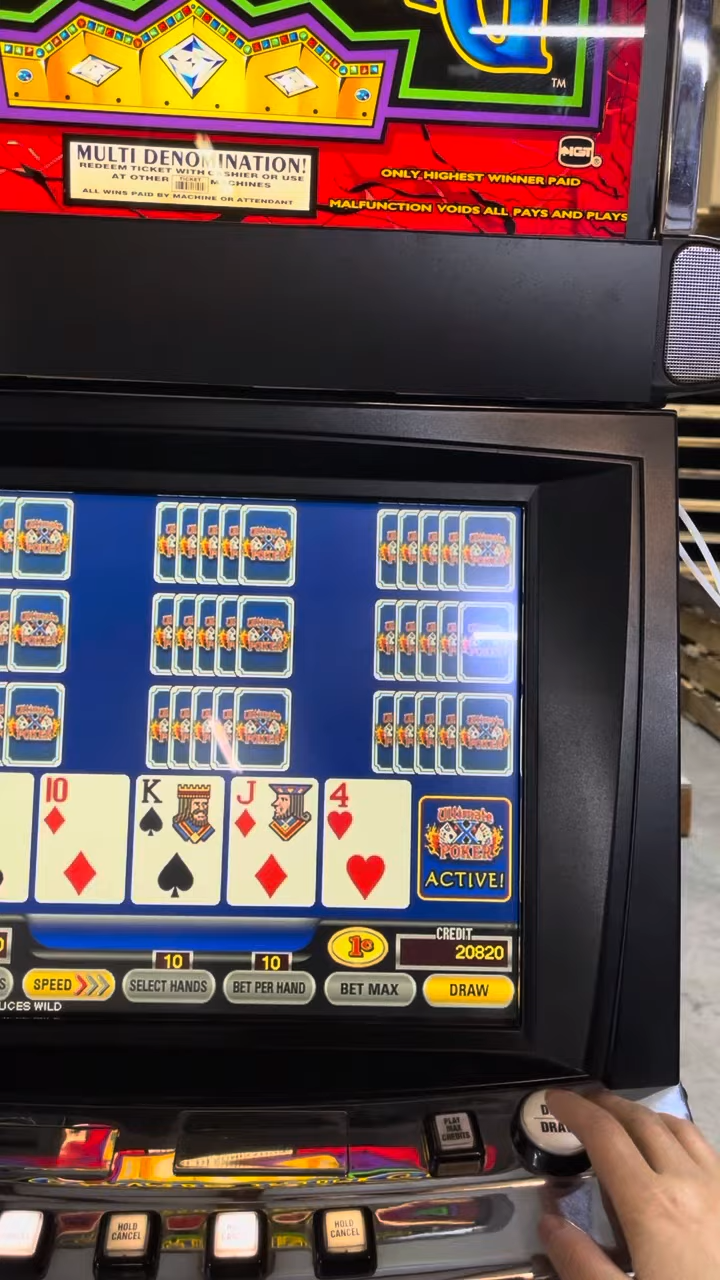 TM
MULTI DENOMINATION!
REDEEM TICKET WITH CASHIER OR USE
AT OTHER TICKET MACHINES
ALL WINS PAID BY MACHINE OR ATTENDANT
IGT®
ONLY HIGHEST WINNER PAID
MALFUNCTION VOIDS ALL PAYS AND PLAYS
10
K
J
4
Ultimate
POKER
ACTIVE!
CREDIT
10
10
1¢
20820
SPEED
SELECT HANDS
BET PER HAND
BET MAX
DRAW
UCES WILD
PLAY
MAX
CREDITS
DRAW
HOLD
CANCEL
HOLD
CANCEL